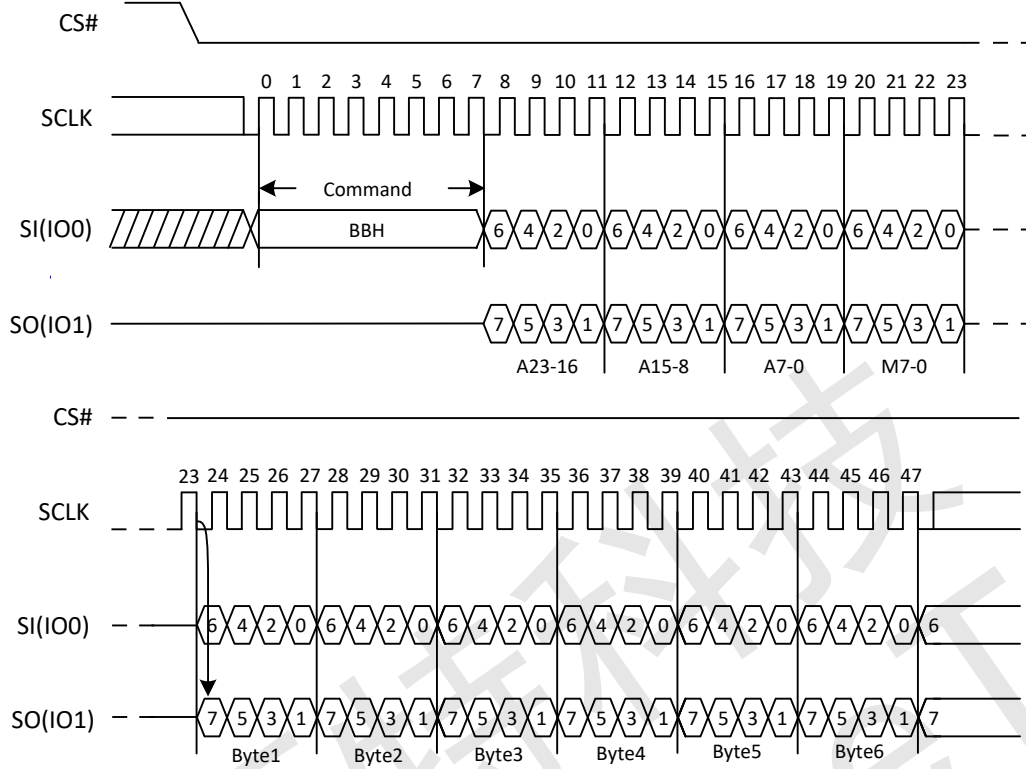 CS#
0 1 2 3 4 5 6 7 8 9 10 11 12 13 14 15 16 17 18 19 20 21 22 23
SCLK
Command
SI(IO0) BBH 6 4 2 0 6 4 2 0 6 4 2 0 6 4 2 0
SO(IO1) 7 5 3 1 7 5 3 1 7 5 3 1 7 5 3 1
A23-16 A15-8 A7-0 M7-0
CS#
23 24 25 26 27 28 29 30 31 32 33 34 35 36 37 38 39 40 41 42 43 44 45 46 47
SCLK
SI(IO0) 6 4 2 0 6 4 2 0 6 4 2 0 6 4 2 0 6 4 2 0 6 4 2 0 6
SO(IO1) 7 5 3 1 7 5 3 1 7 5 3 1 7 5 3 1 7 5 3 1 7 5 3 1 7
Byte1 Byte2 Byte3 Byte4 Byte5 Byte6
特科技